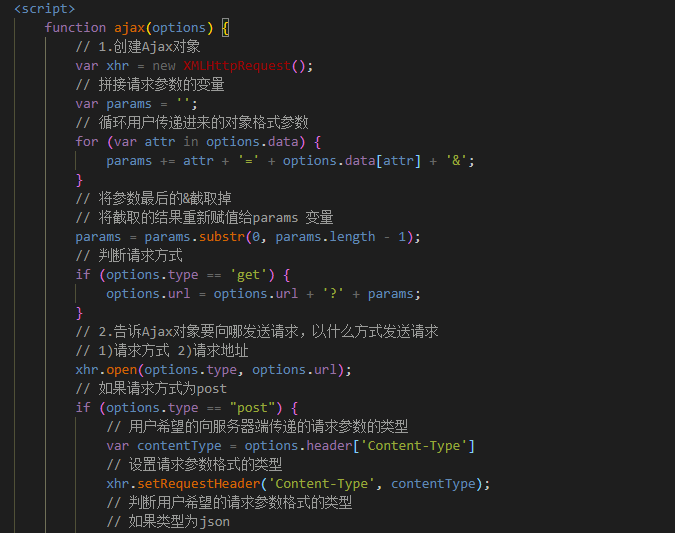 <script>
function ajax(options) {
// 1.创建Ajax对象
var xhr = new XMLHttpRequest();
// 拼接请求参数的变量
var params = '';
// 循环用户传递进来的对象格式参数
for (var attr in options.data) {
params += attr + '=' + options.data[attr] + '&';
}
// 将参数最后的&截取掉
// 将截取的结果重新赋值给params 变量
params = params.substr(0, params.length - 1);
// 判断请求方式
if (options.type == 'get') {
options.url = options.url + '?' + params;
}
// 2.告诉Ajax对象要向哪发送请求，以什么方式发送请求
// 1)请求方式 2)请求地址
xhr.open(options.type, options.url);
// 如果请求方式为post
if (options.type == "post") {
// 用户希望的向服务器端传递的请求参数的类型
var contentType = options.header['Content-Type']
// 设置请求参数格式的类型
xhr.setRequestHeader('Content-Type', contentType);
// 判断用户希望的请求参数格式的类型
// 如果类型为json